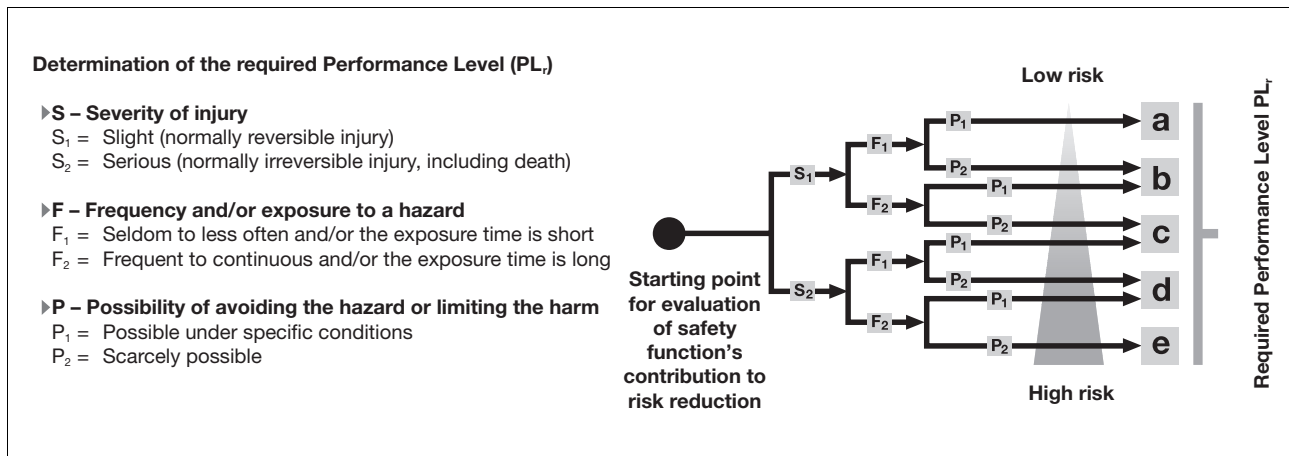 Determination of the required Performance Level (PLr)
S – Severity of injury
S1 = Slight (normally reversible injury)
S2 = Serious (normally irreversible injury, including death)
F – Frequency and/or exposure to a hazard
F1 = Seldom to less often and/or the exposure time is short
F2 = Frequent to continuous and/or the exposure time is long
P – Possibility of avoiding the hazard or limiting the harm
P1 = Possible under specific conditions
P2 = Scarcely possible
Starting point
for evaluation
of safety
function's
contribution to
risk reduction
Low risk
S1
S2
F1
F2
F1
F2
P1
P2
P1
P2
P1
P2
P1
P2
a
b
c
d
e
High risk
Required Performance Level PLr